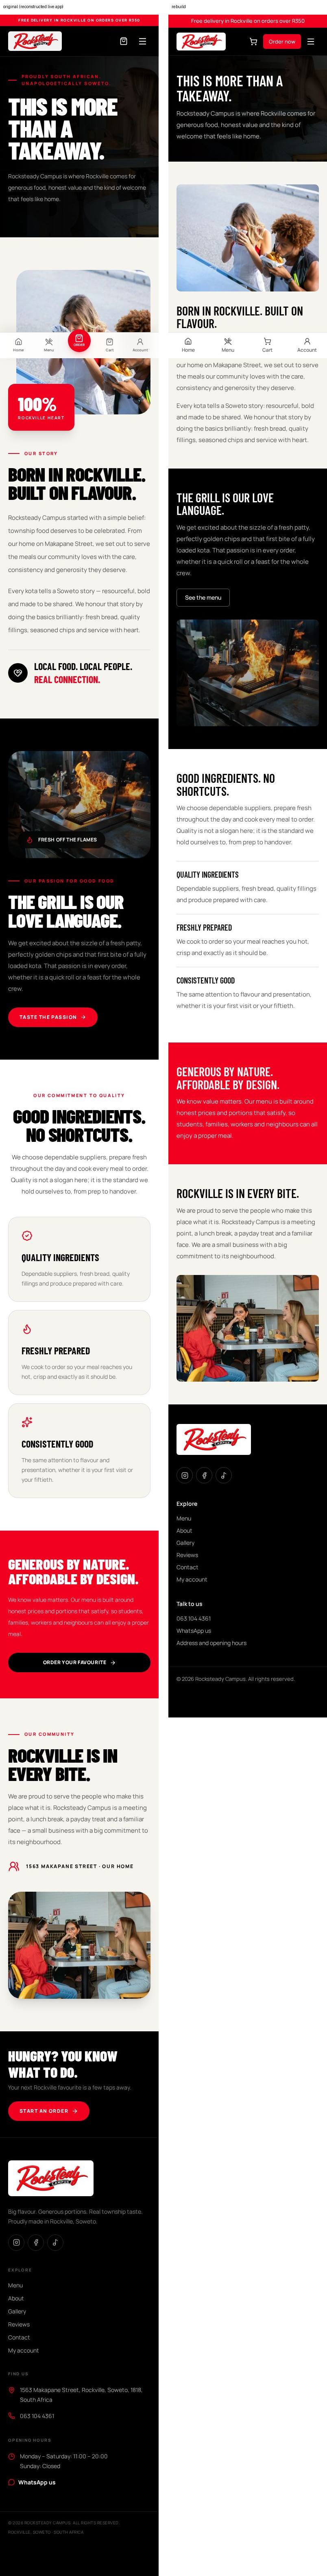 original (reconstructed live app)
FREE DELIVERY IN ROCKVILLE ON ORDERS OVER R350
Rocksteady
CAMPUS
PROUDLY SOUTH AFRICAN.
UNAPOLOGETICALLY SOWETO.
THIS IS MORE
THAN A
TAKEAWAY.
Rocksteady Campus is where Rockville comes for
generous food, honest value and the kind of welcome
that feels like home.
Home
Menu
ORDER
Cart
Account
100%
ROCKVILLE HEART
OUR STORY
BORN IN ROCKVILLE.
BUILT ON FLAVOUR.
Rocksteady Campus started with a simple belief:
township food deserves to be celebrated. From
our home on Makapane Street, we set out to serve
the meals our community loves with the care,
consistency and generosity they deserve.
Every kota tells a Soweto story — resourceful, bold
and made to be shared. We honour that story by
doing the basics brilliantly: fresh bread, quality
fillings, seasoned chips and service with heart.
LOCAL FOOD. LOCAL PEOPLE.
REAL CONNECTION.
FRESH OFF THE FLAMES
OUR PASSION FOR GOOD FOOD
THE GRILL IS OUR
LOVE LANGUAGE.
We get excited about the sizzle of a fresh patty,
perfectly golden chips and that first bite of a fully
loaded kota. That passion is in every order,
whether it is a quick roll or a feast for the whole
crew.
TASTE THE PASSION
OUR COMMITMENT TO QUALITY
GOOD INGREDIENTS.
NO SHORTCUTS.
We choose dependable suppliers, prepare fresh
throughout the day and cook every meal to order.
Quality is not a slogan here; it is the standard we
hold ourselves to, from prep to handover.
QUALITY INGREDIENTS
Dependable suppliers, fresh bread, quality
fillings and produce prepared with care.
FRESHLY PREPARED
We cook to order so your meal reaches you
hot, crisp and exactly as it should be.
CONSISTENTLY GOOD
The same attention to flavour and
presentation, whether it is your first visit or
your fiftieth.
GENEROUS BY NATURE.
AFFORDABLE BY DESIGN.
We know value matters. Our menu is built around
honest prices and portions that satisfy, so students,
families, workers and neighbours can all enjoy a proper
meal.
ORDER YOUR FAVOURITE
OUR COMMUNITY
ROCKVILLE IS IN
EVERY BITE.
We are proud to serve the people who make this
place what it is. Rocksteady Campus is a meeting
point, a lunch break, a payday treat and a familiar
face — a small business with a big commitment to
its neighbourhood.
1563 MAKAPANE STREET · OUR HOME
HUNGRY? YOU KNOW
WHAT TO DO.
Your next Rockville favourite is a few taps away.
START AN ORDER
Rocksteady
CAMPUS
Big flavour. Generous portions. Real township taste.
Proudly made in Rockville, Soweto.
EXPLORE
Menu
About
Gallery
Reviews
Contact
My account
FIND US
1563 Makapane Street, Rockville, Soweto, 1818,
South Africa
063 104 4361
OPENING HOURS
Monday – Saturday: 11:00 – 20:00
Sunday: Closed
WhatsApp us
© 2026 ROCKSTEADY CAMPUS. ALL RIGHTS RESERVED.
ROCKVILLE, SOWETO, SOUTH AFRICA
rebuild
Free delivery in Rockville on orders over R350
Rocksteady
CAMPUS
Order now
THIS IS MORE THAN A
TAKEAWAY.
Rocksteady Campus is where Rockville comes for
generous food, honest value and the kind of
welcome that feels like home.
BORN IN ROCKVILLE. BUILT ON
FLAVOUR.
Home
Menu
Cart
Account
our home on Makapane Street, we set out to serve
the meals our community loves with the care,
consistency and generosity they deserve.
Every kota tells a Soweto story: resourceful, bold
and made to be shared. We honour that story by
doing the basics brilliantly: fresh bread, quality
fillings, seasoned chips and service with heart.
THE GRILL IS OUR LOVE
LANGUAGE.
We get excited about the sizzle of a fresh patty,
perfectly golden chips and that first bite of a fully
loaded kota. That passion is in every order,
whether it is a quick roll or a feast for the whole
crew.
See the menu
GOOD INGREDIENTS. NO
SHORTCUTS.
We choose dependable suppliers, prepare fresh
throughout the day and cook every meal to order.
Quality is not a slogan here; it is the standard we
hold ourselves to, from prep to handover.
QUALITY INGREDIENTS
Dependable suppliers, fresh bread, quality fillings
and produce prepared with care.
FRESHLY PREPARED
We cook to order so your meal reaches you hot,
crisp and exactly as it should be.
CONSISTENTLY GOOD
The same attention to flavour and presentation,
whether it is your first visit or your fiftieth.
GENEROUS BY NATURE.
AFFORDABLE BY DESIGN.
We know value matters. Our menu is built around
honest prices and portions that satisfy, so
students, families, workers and neighbours can all
enjoy a proper meal.
ROCKVILLE IS IN EVERY BITE.
We are proud to serve the people who make this
place what it is. Rocksteady Campus is a meeting
point, a lunch break, a payday treat and a familiar
face. We are a small business with a big
commitment to its neighbourhood.
Rocksteady
CAMPUS
Explore
Menu
About
Gallery
Reviews
Contact
My account
Talk to us
063 104 4361
WhatsApp us
Address and opening hours
© 2026 Rocksteady Campus. All rights reserved.